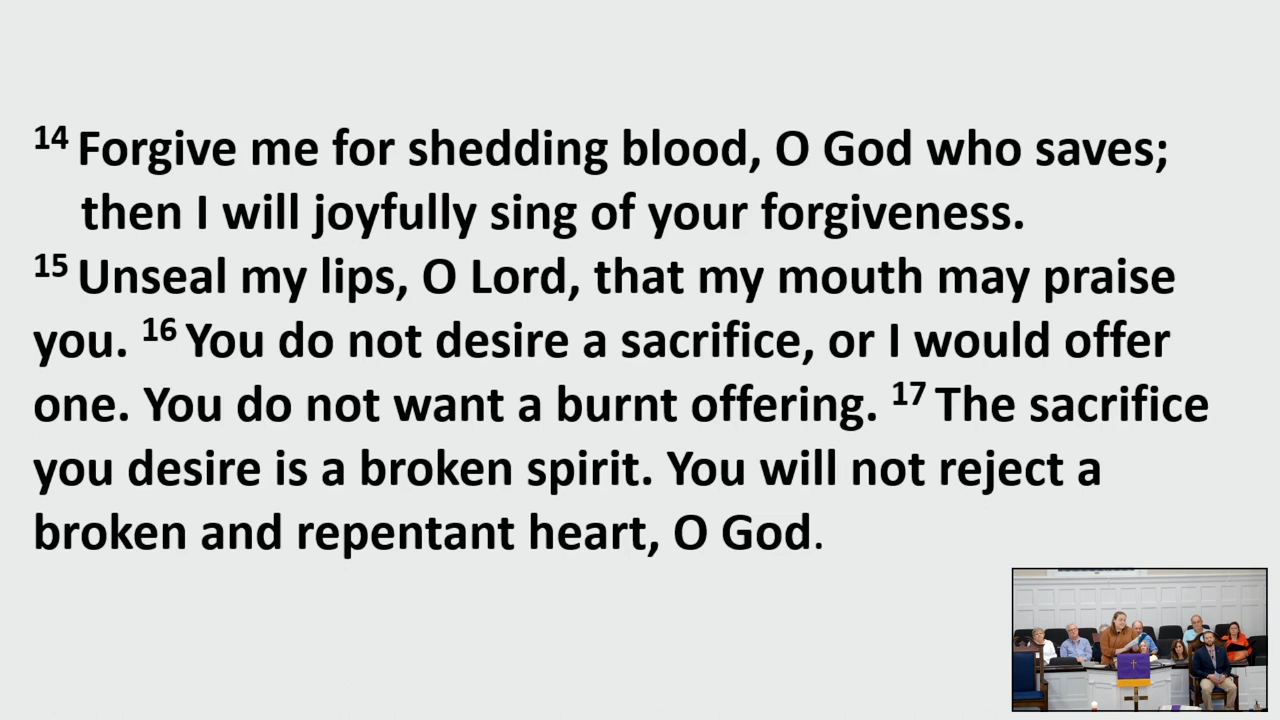 14 Forgive me for shedding blood, O God who saves;
then I will joyfully sing of your forgiveness.
15 Unseal my lips, O Lord, that my mouth may praise
you. 16 You do not desire a sacrifice, or I would offer
one. You do not want a burnt offering. 17 The sacrifice
you desire is a broken spirit. You will not reject a
broken and repentant heart, O God.